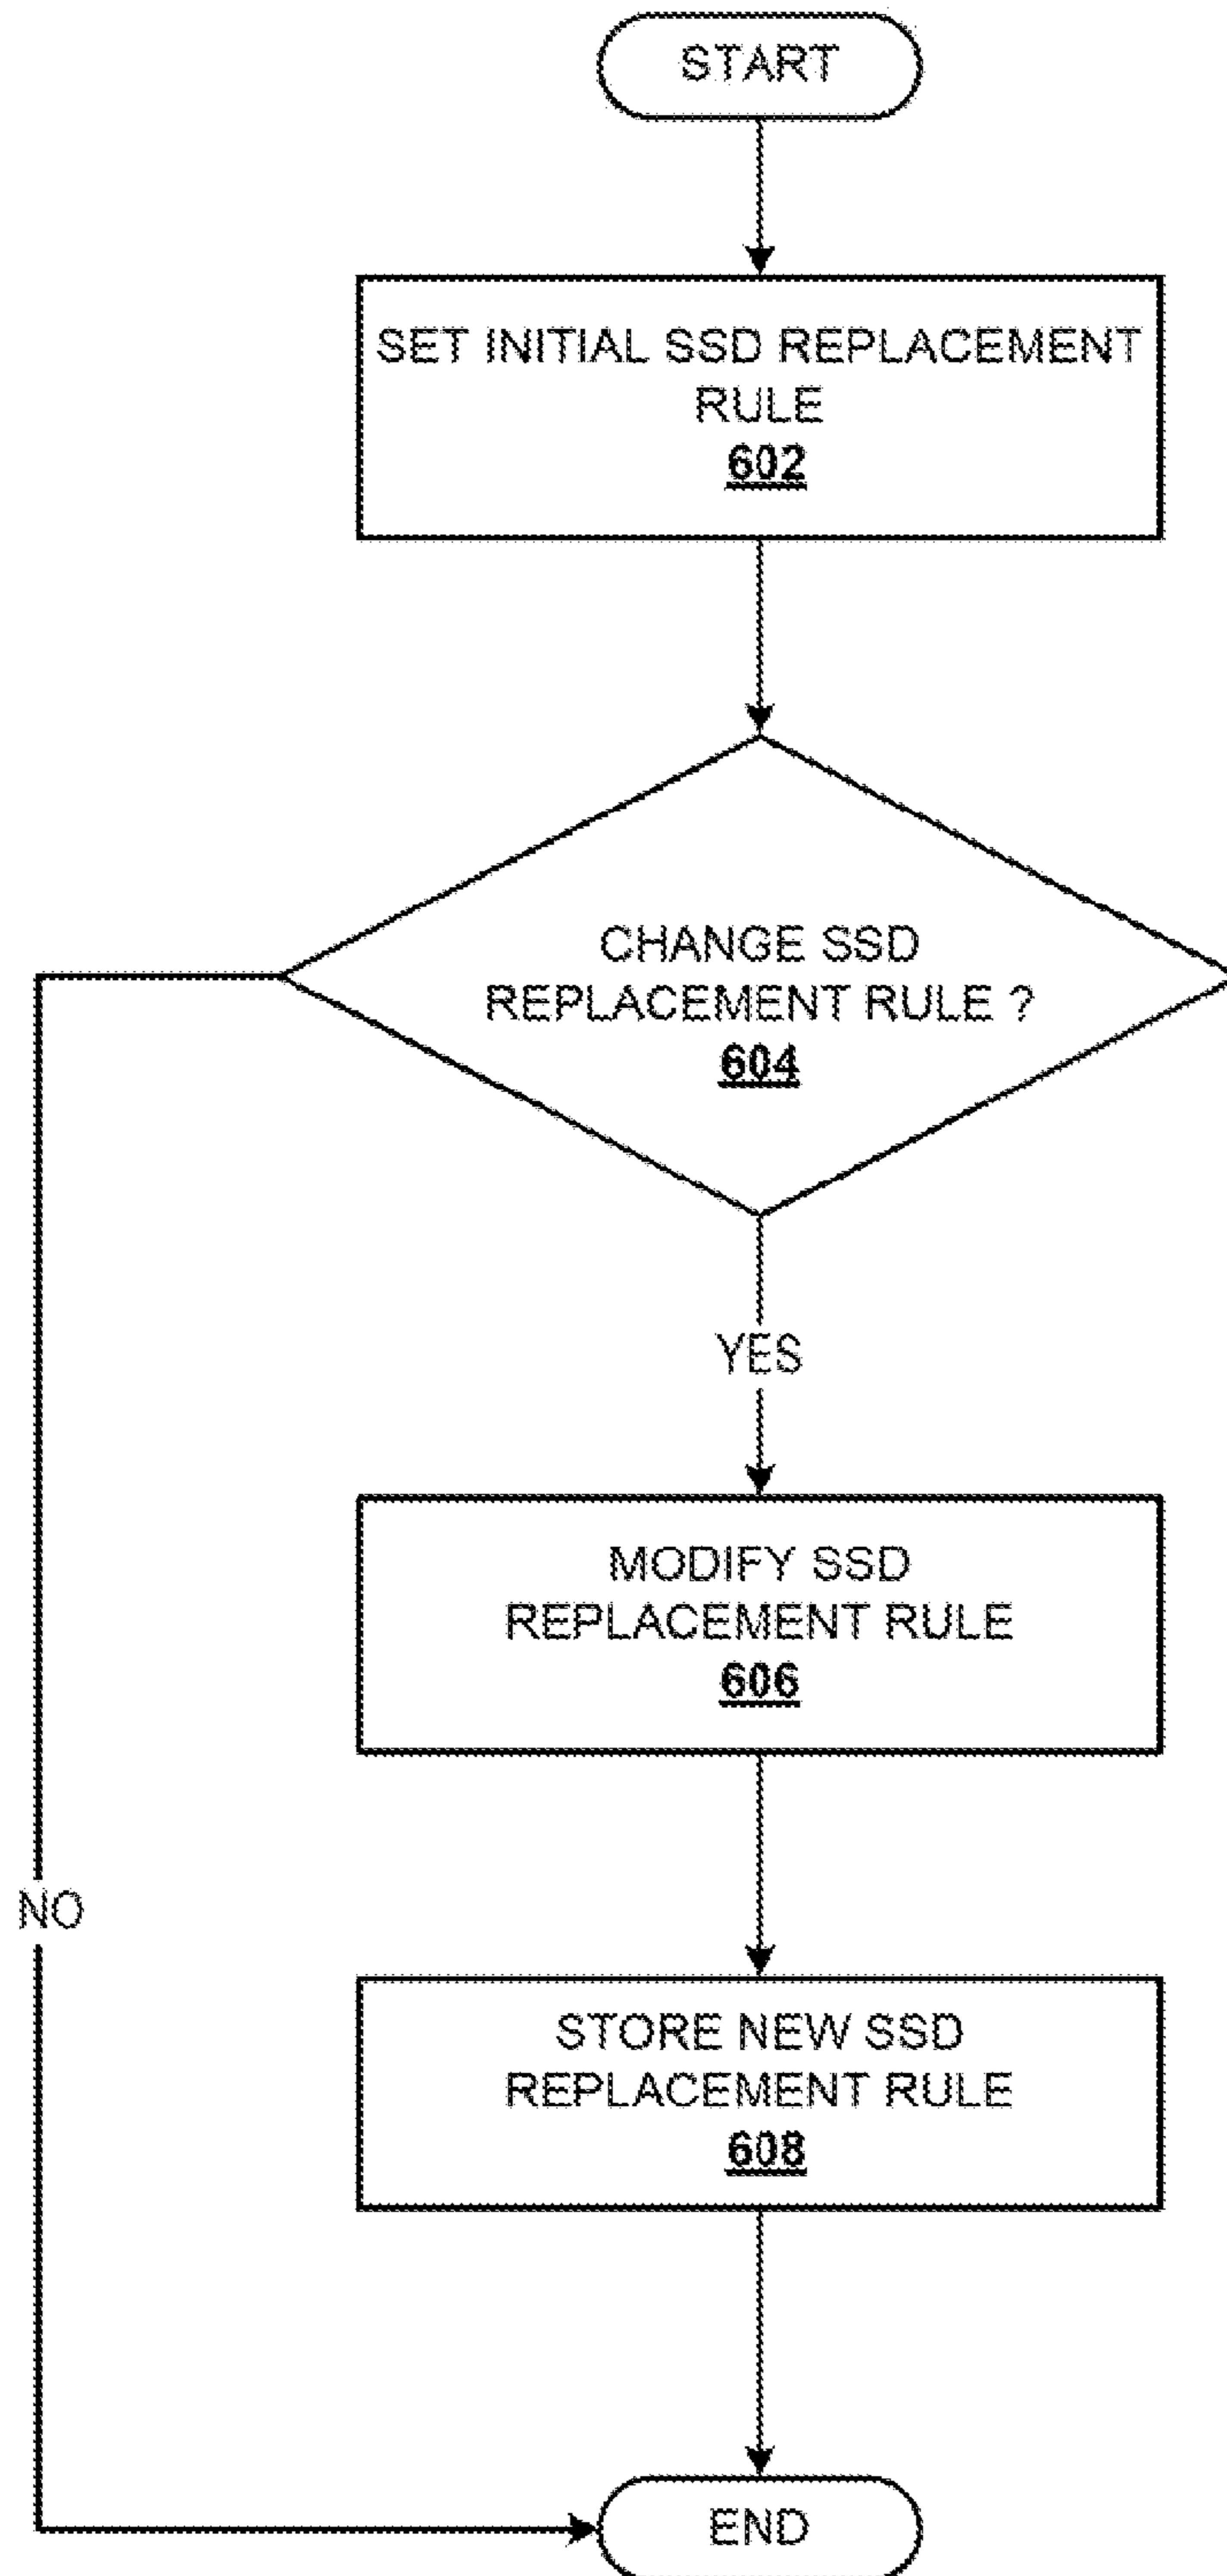 START
SET INITIAL SSD REPLACEMENT
RULE
602
CHANGE SSD
REPLACEMENT RULE ?
604
YES
MODIFY SSD
REPLACEMENT RULE
606
NO
STORE NEW SSD
REPLACEMENT RULE
608
END